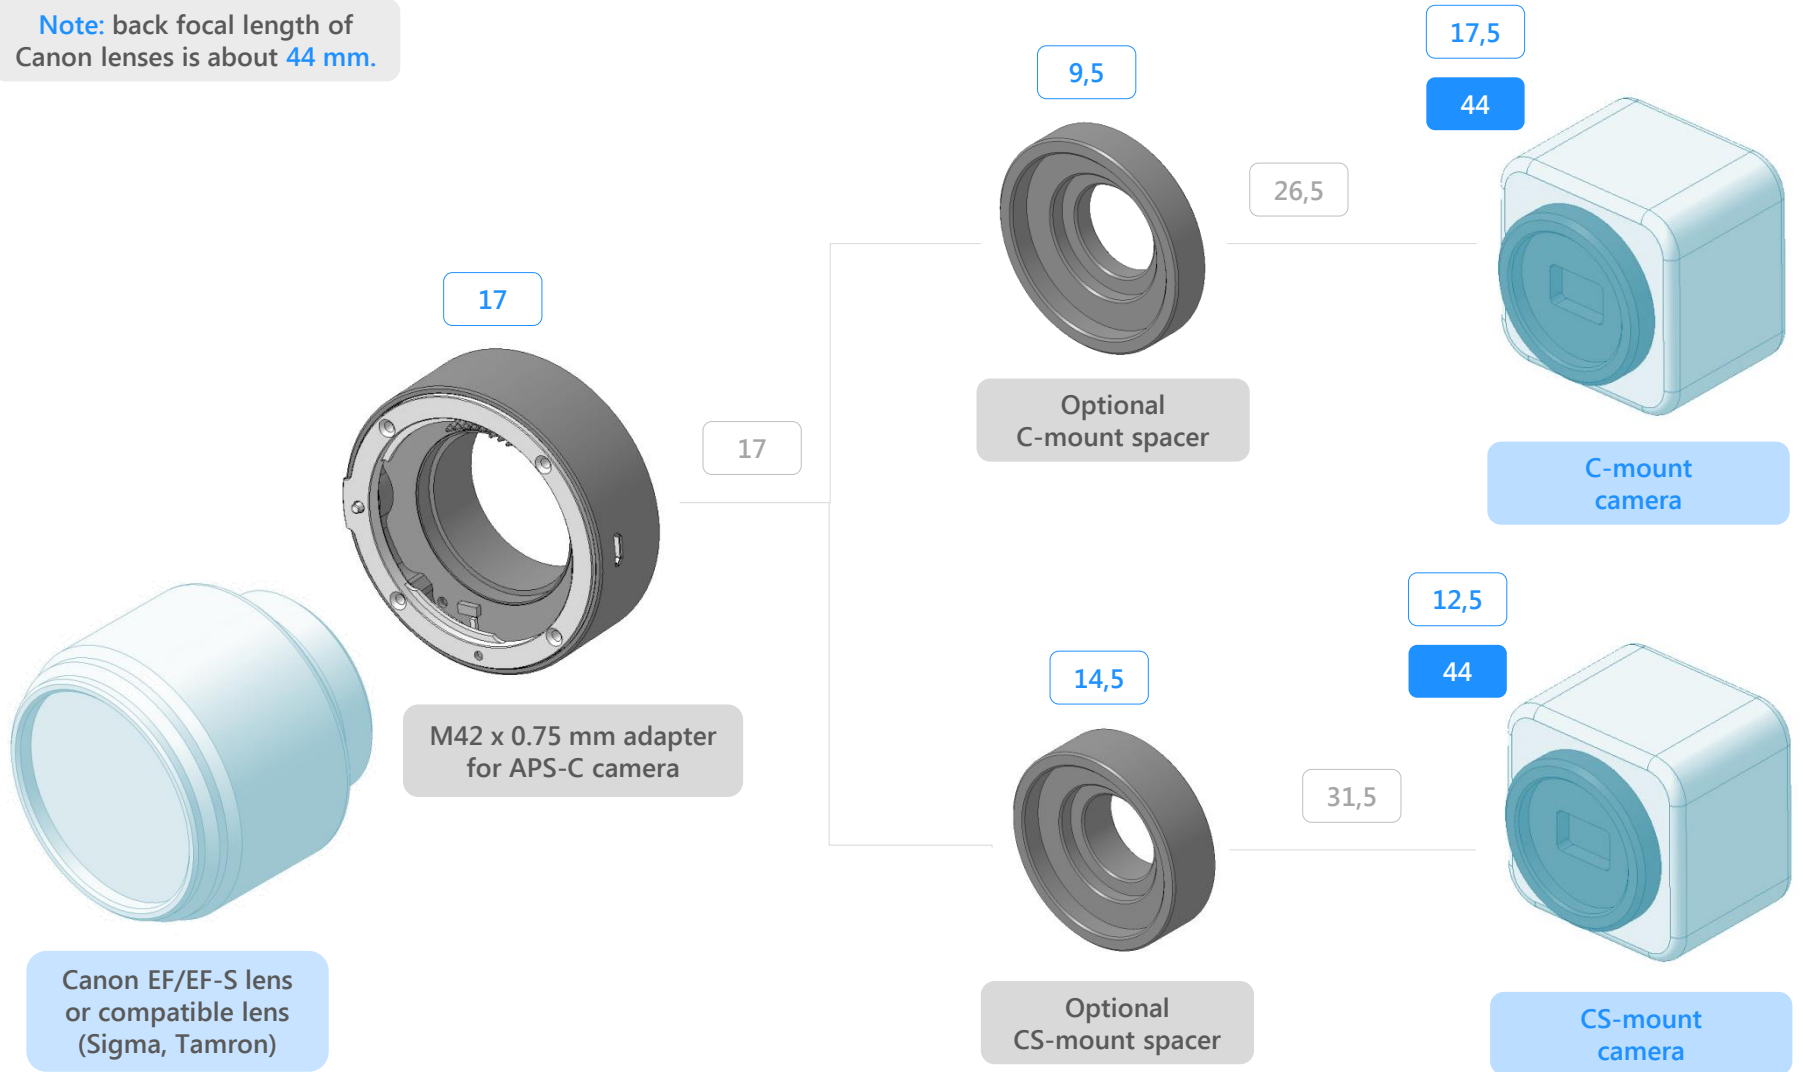 Note: back focal length of
Canon lenses is about 44 mm.
17,5
9,5
44
26,5
17
Optional
C-mount spacer
17
C-mount
camera
12,5
14,5
44
M42 x 0.75 mm adapter
for APS-C camera
31,5
Canon EF/EF-S lens
or compatible lens
(Sigma, Tamron)
Optional
CS-mount spacer
CS-mount
camera